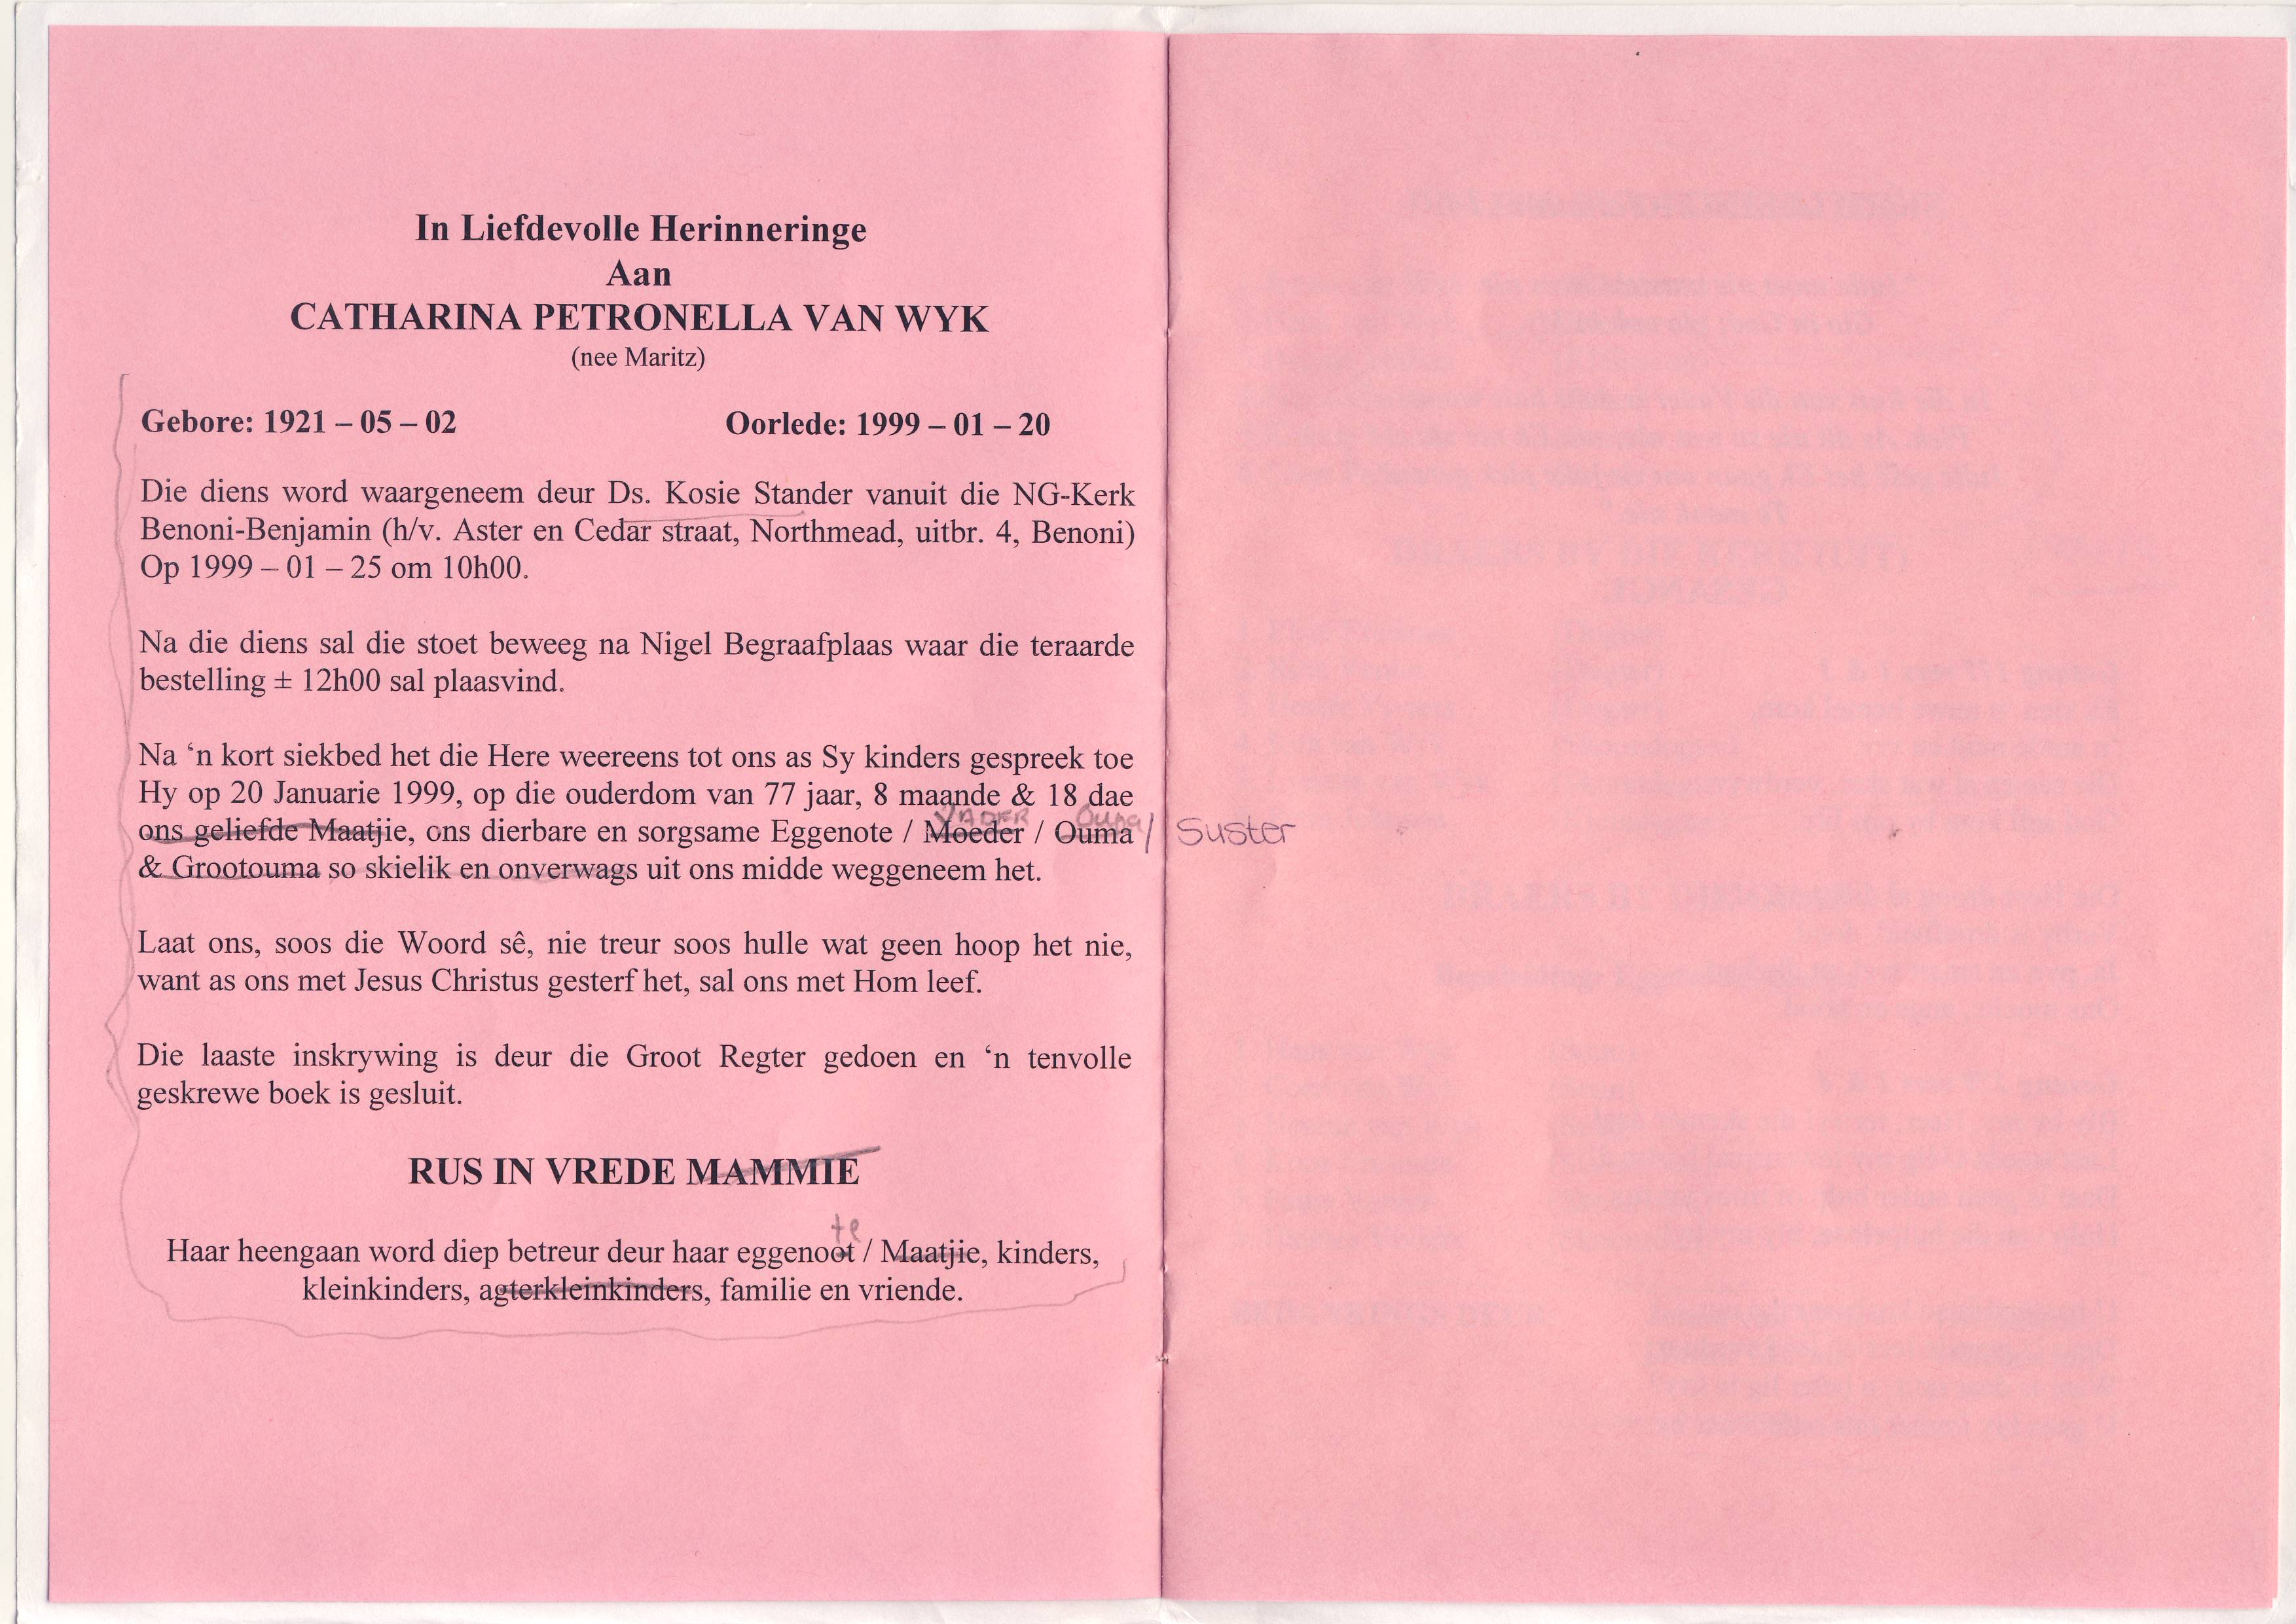 In Liefdevolle Herinneringe
Aan
CATHARINA PETRONELLA VAN WYK
(nee Maritz)
Gebore: 1921 – 05 – 02 Oorlede: 1999 – 01 – 20
Die diens word waargeneem deur Ds. Kosie Stander vanuit die NG-Kerk
Benoni-Benjamin (h/v. Aster en Cedar straat, Northmead, uitbr. 4, Benoni)
Op 1999 – 01 – 25 om 10h00.
Na die diens sal die stoet beweeg na Nigel Begraafplaas waar die teraarde
bestelling ± 12h00 sal plaasvind.
Na ‘n kort siekbed het die Here weereens tot ons as Sy kinders gespreek toe
Hy op 20 Januarie 1999, op die ouderdom van 77 jaar, 8 maande & 18 dae
VADER Oupa
ons geliefde Maatjie, ons dierbare en sorgsame Eggenote / Moeder / Ouma / Suster
& Grootouma so skielik en onverwags uit ons midde weggeneem het.
Laat ons, soos die Woord sê, nie treur soos hulle wat geen hoop het nie,
want as ons met Jesus Christus gesterf het, sal ons met Hom leef.
Die laaste inskrywing is deur die Groot Regter gedoen en ‘n tenvolle
geskrewe boek is gesluit.
RUS IN VREDE MAMMIE
te
Haar heengaan word diep betreur deur haar eggenoot / Maatjie, kinders,
kleinkinders, agterkleinkinders, familie en vriende.